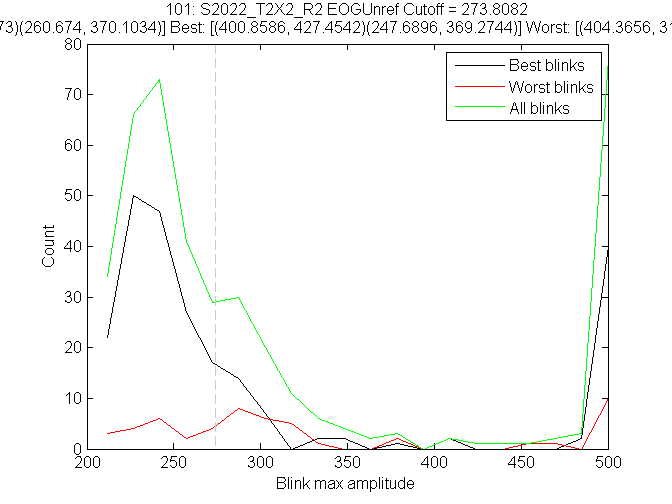 101: S2022_T2X2_R2 EOGUnref Cutoff = 273.8082
73)(260.674, 370.1034)] Best: [(400.8586, 427.4542)(247.6896, 369.2744)] Worst: [(404.3656, 31
80
70
60
50
40
30
20
10
0
Count
Best blinks
Worst blinks
All blinks
200 250 300 350 400 450 500
Blink max amplitude